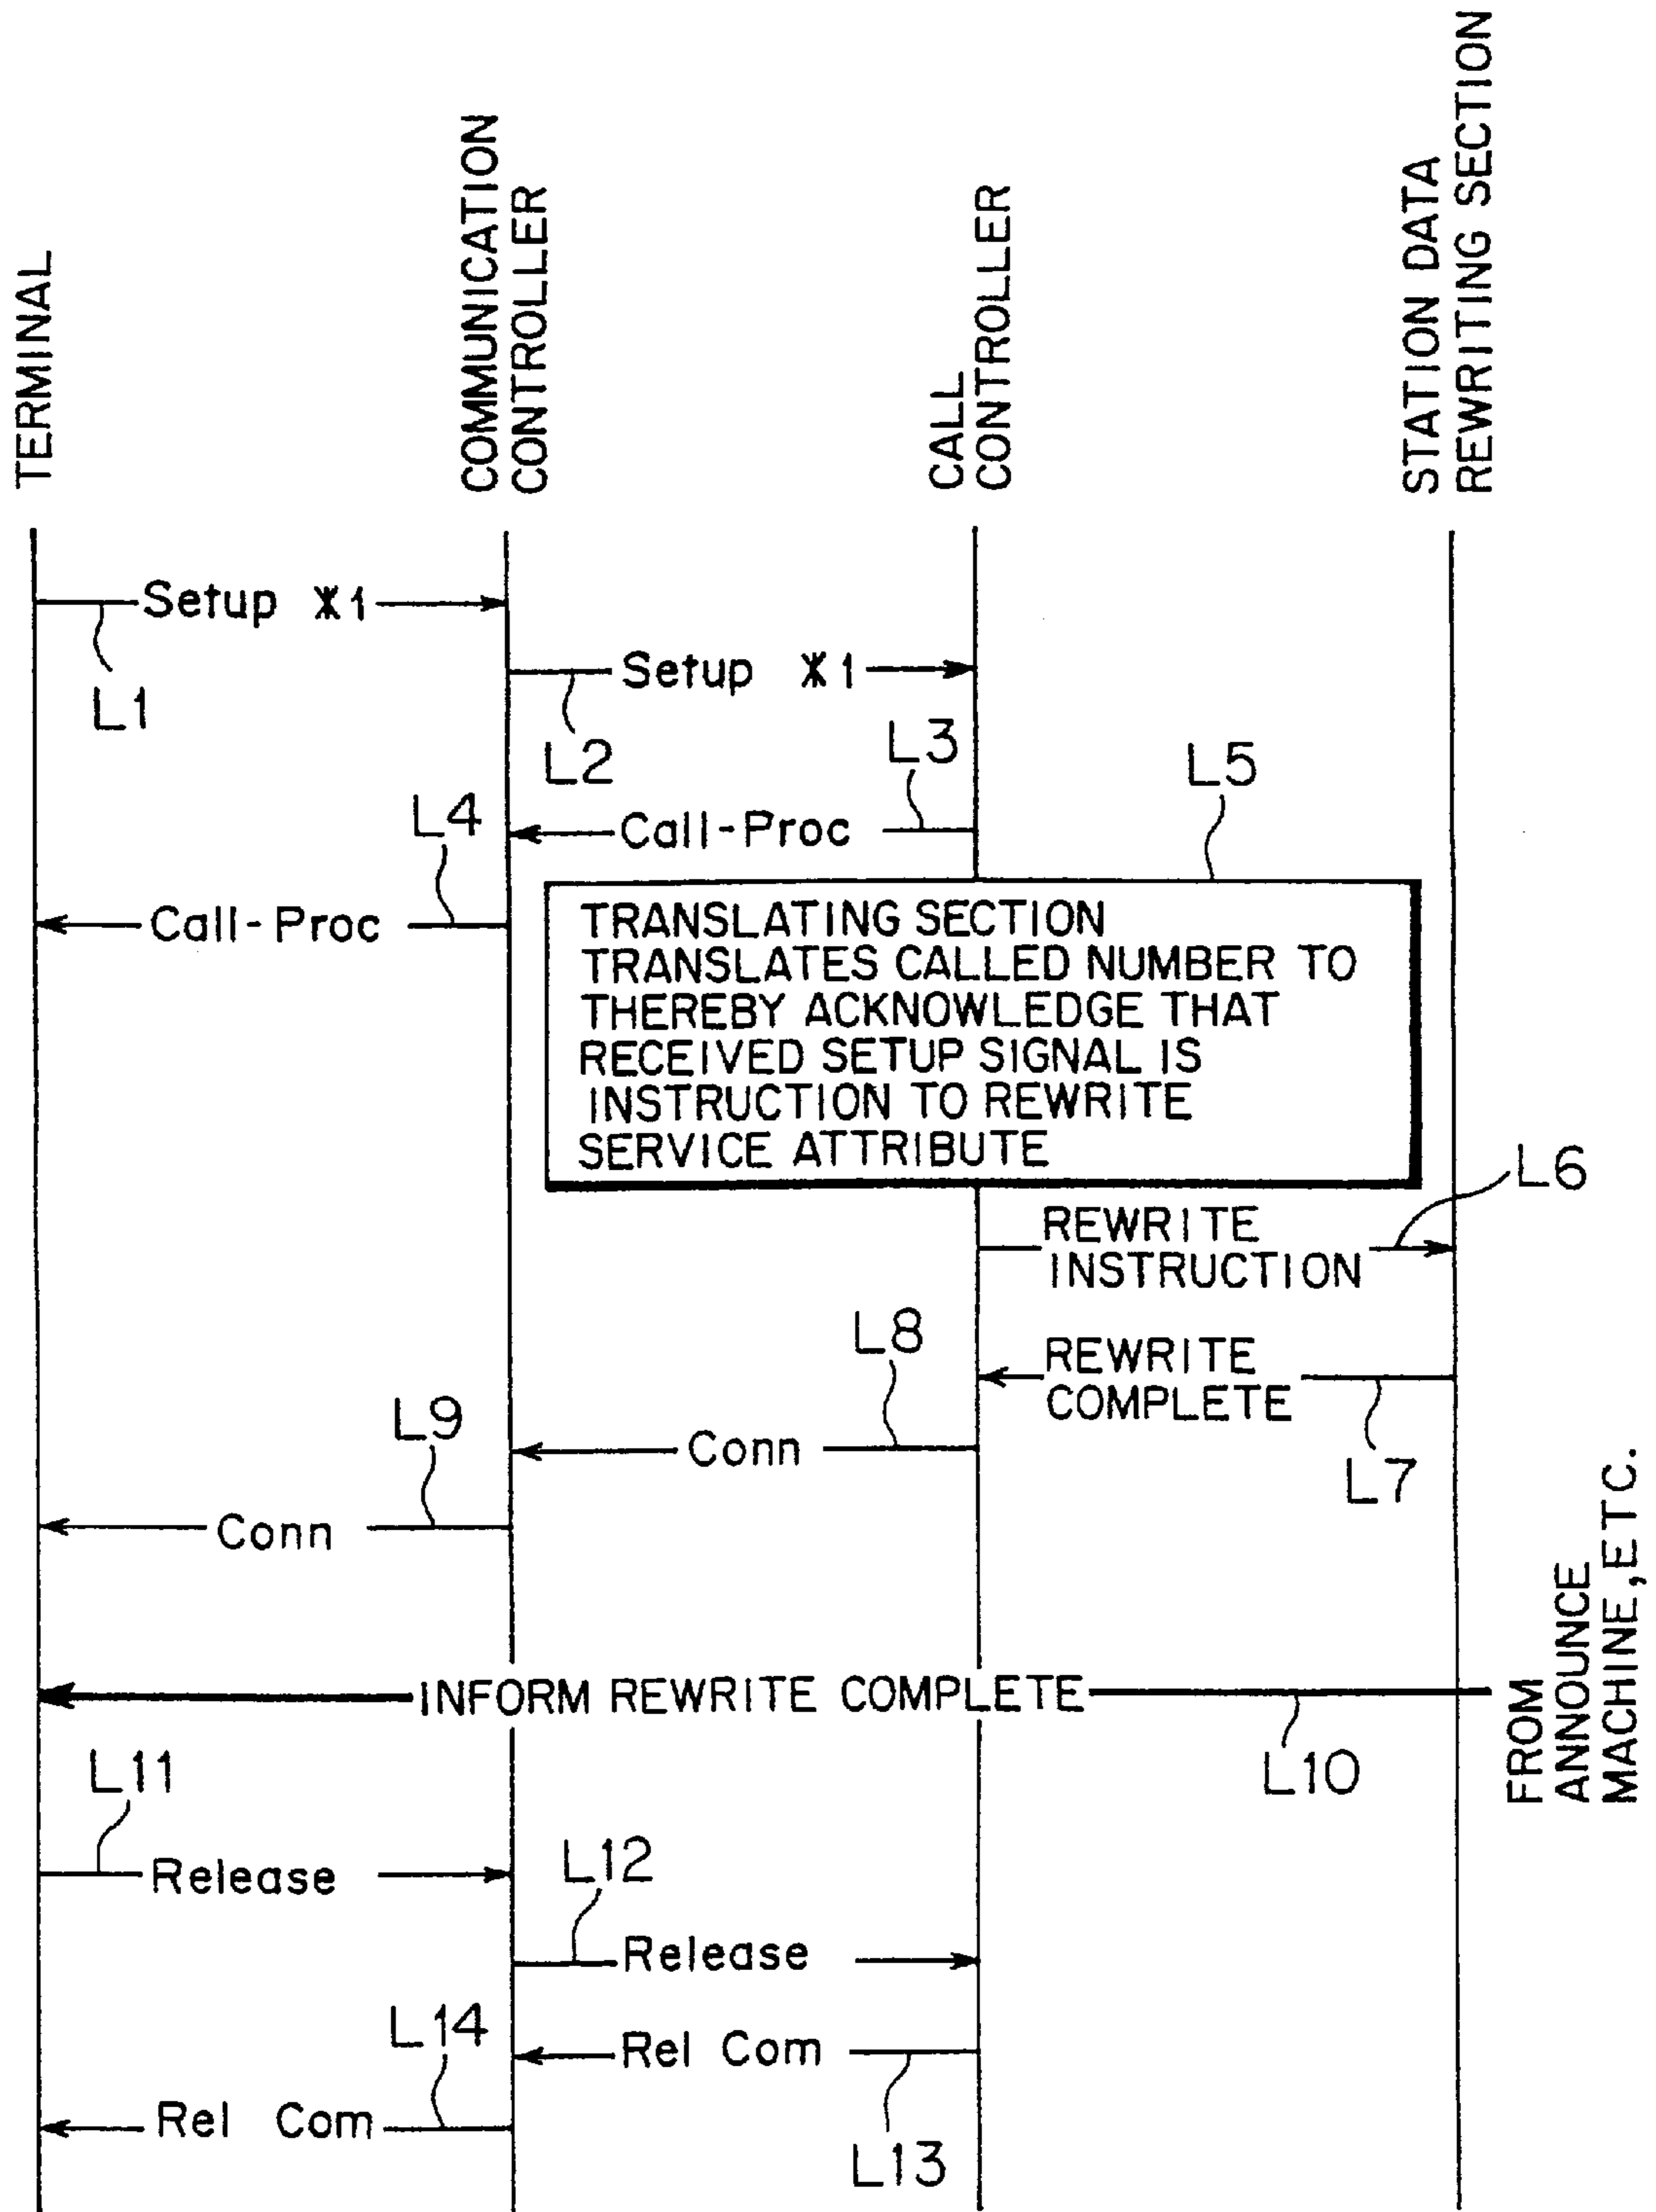 TERMINAL
COMMUNICATION
CONTROLLER
CALL
CONTROLLER
STATION DATA
REWRITING SECTION
Setup ※1
L1
Setup ※1
L2
L3
Call-Proc
L4
Call-Proc
L5
TRANSLATING SECTION
TRANSLATES CALLED NUMBER TO
THEREBY ACKNOWLEDGE THAT
RECEIVED SETUP SIGNAL IS
INSTRUCTION TO REWRITE
SERVICE ATTRIBUTE
L6
REWRITE
INSTRUCTION
REWRITE
COMPLETE
L7
L8
Conn
L9
Conn
INFORM REWRITE COMPLETE
L10
FROM
ANNOUNCE
MACHINE, ETC.
L11
Release
L12
Release
Rel Com
L13
L14
Rel Com